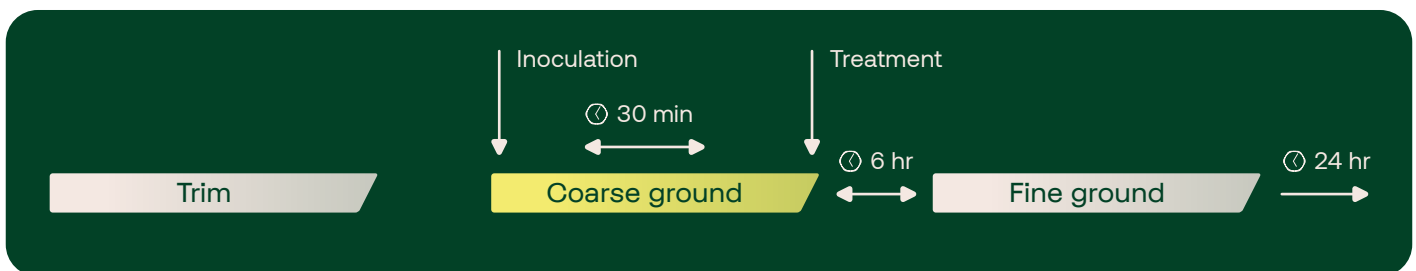 Inoculation
Treatment
30 min
6 hr
24 hr
Trim
Coarse ground
Fine ground